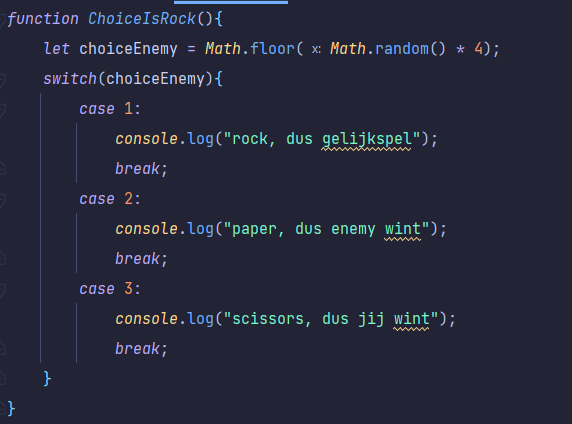 function ChoiceIsRock(){
let choiceEnemy = Math.floor( x: Math.random() * 4);
switch(choiceEnemy){
case 1:
console.log("rock, dus gelijkspel");
break;
case 2:
console.log("paper, dus enemy wint");
break;
case 3:
console.log("scissors, dus jij wint");
break;
}
}